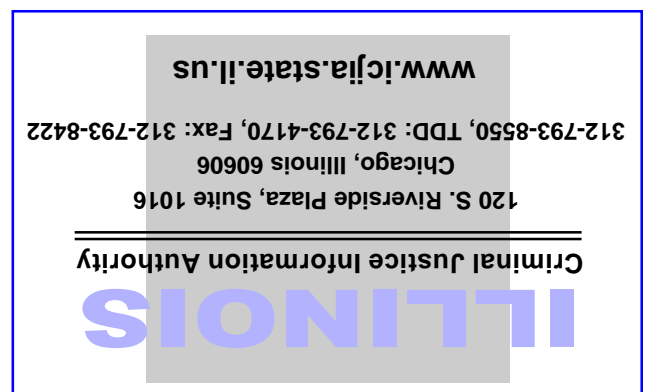 ILLINOIS
Criminal Justice Information Authority
120 S. Riverside Plaza, Suite 1016
Chicago, Illinois 60606
312-793-8550, TDD: 312-793-4170, Fax: 312-793-8422
www.icjia.state.il.us